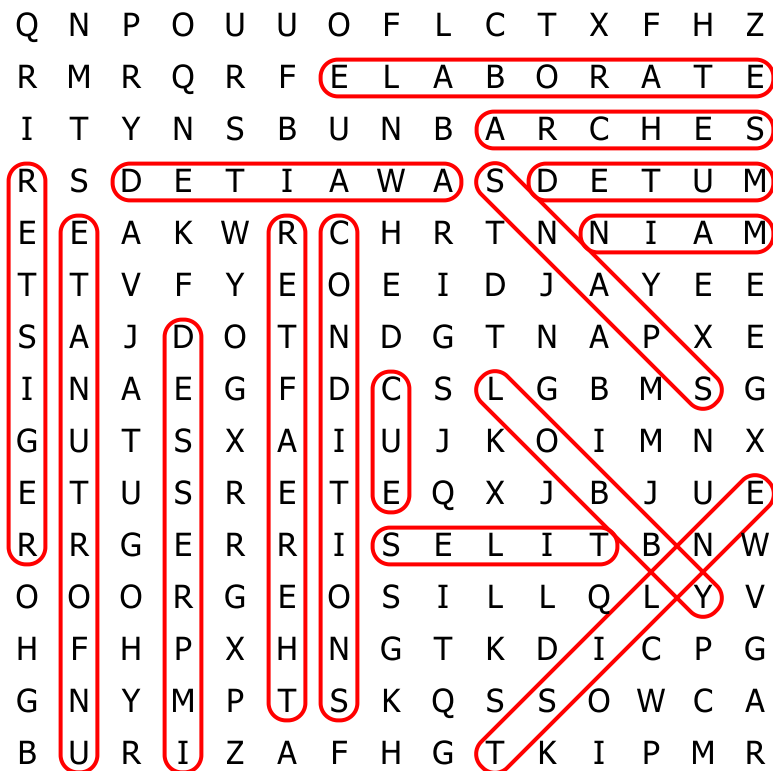 Q N P O U U O F L C T X F H Z
R M R Q R F E L A B O R A T E
I T Y N S B U N B A R C H E S
R S D E T I A W A S D E T U M
E E A K W R C H R T N N I A M
T T V F Y E O E I D J A Y E E
S A J D O T N D G T N A P X E
I N A E G F D C S L G B M S G
G U T S X A I U J K O I M N X
E T U S R E T E Q X J B J U E
R R G E R R I S E L I T B N W
O O O R G E O S I L L Q L Y V
H F H P X H N G T K D I C P G
G N Y M P T S K Q S S O W C A
B U R I Z A F H G T K I P M R